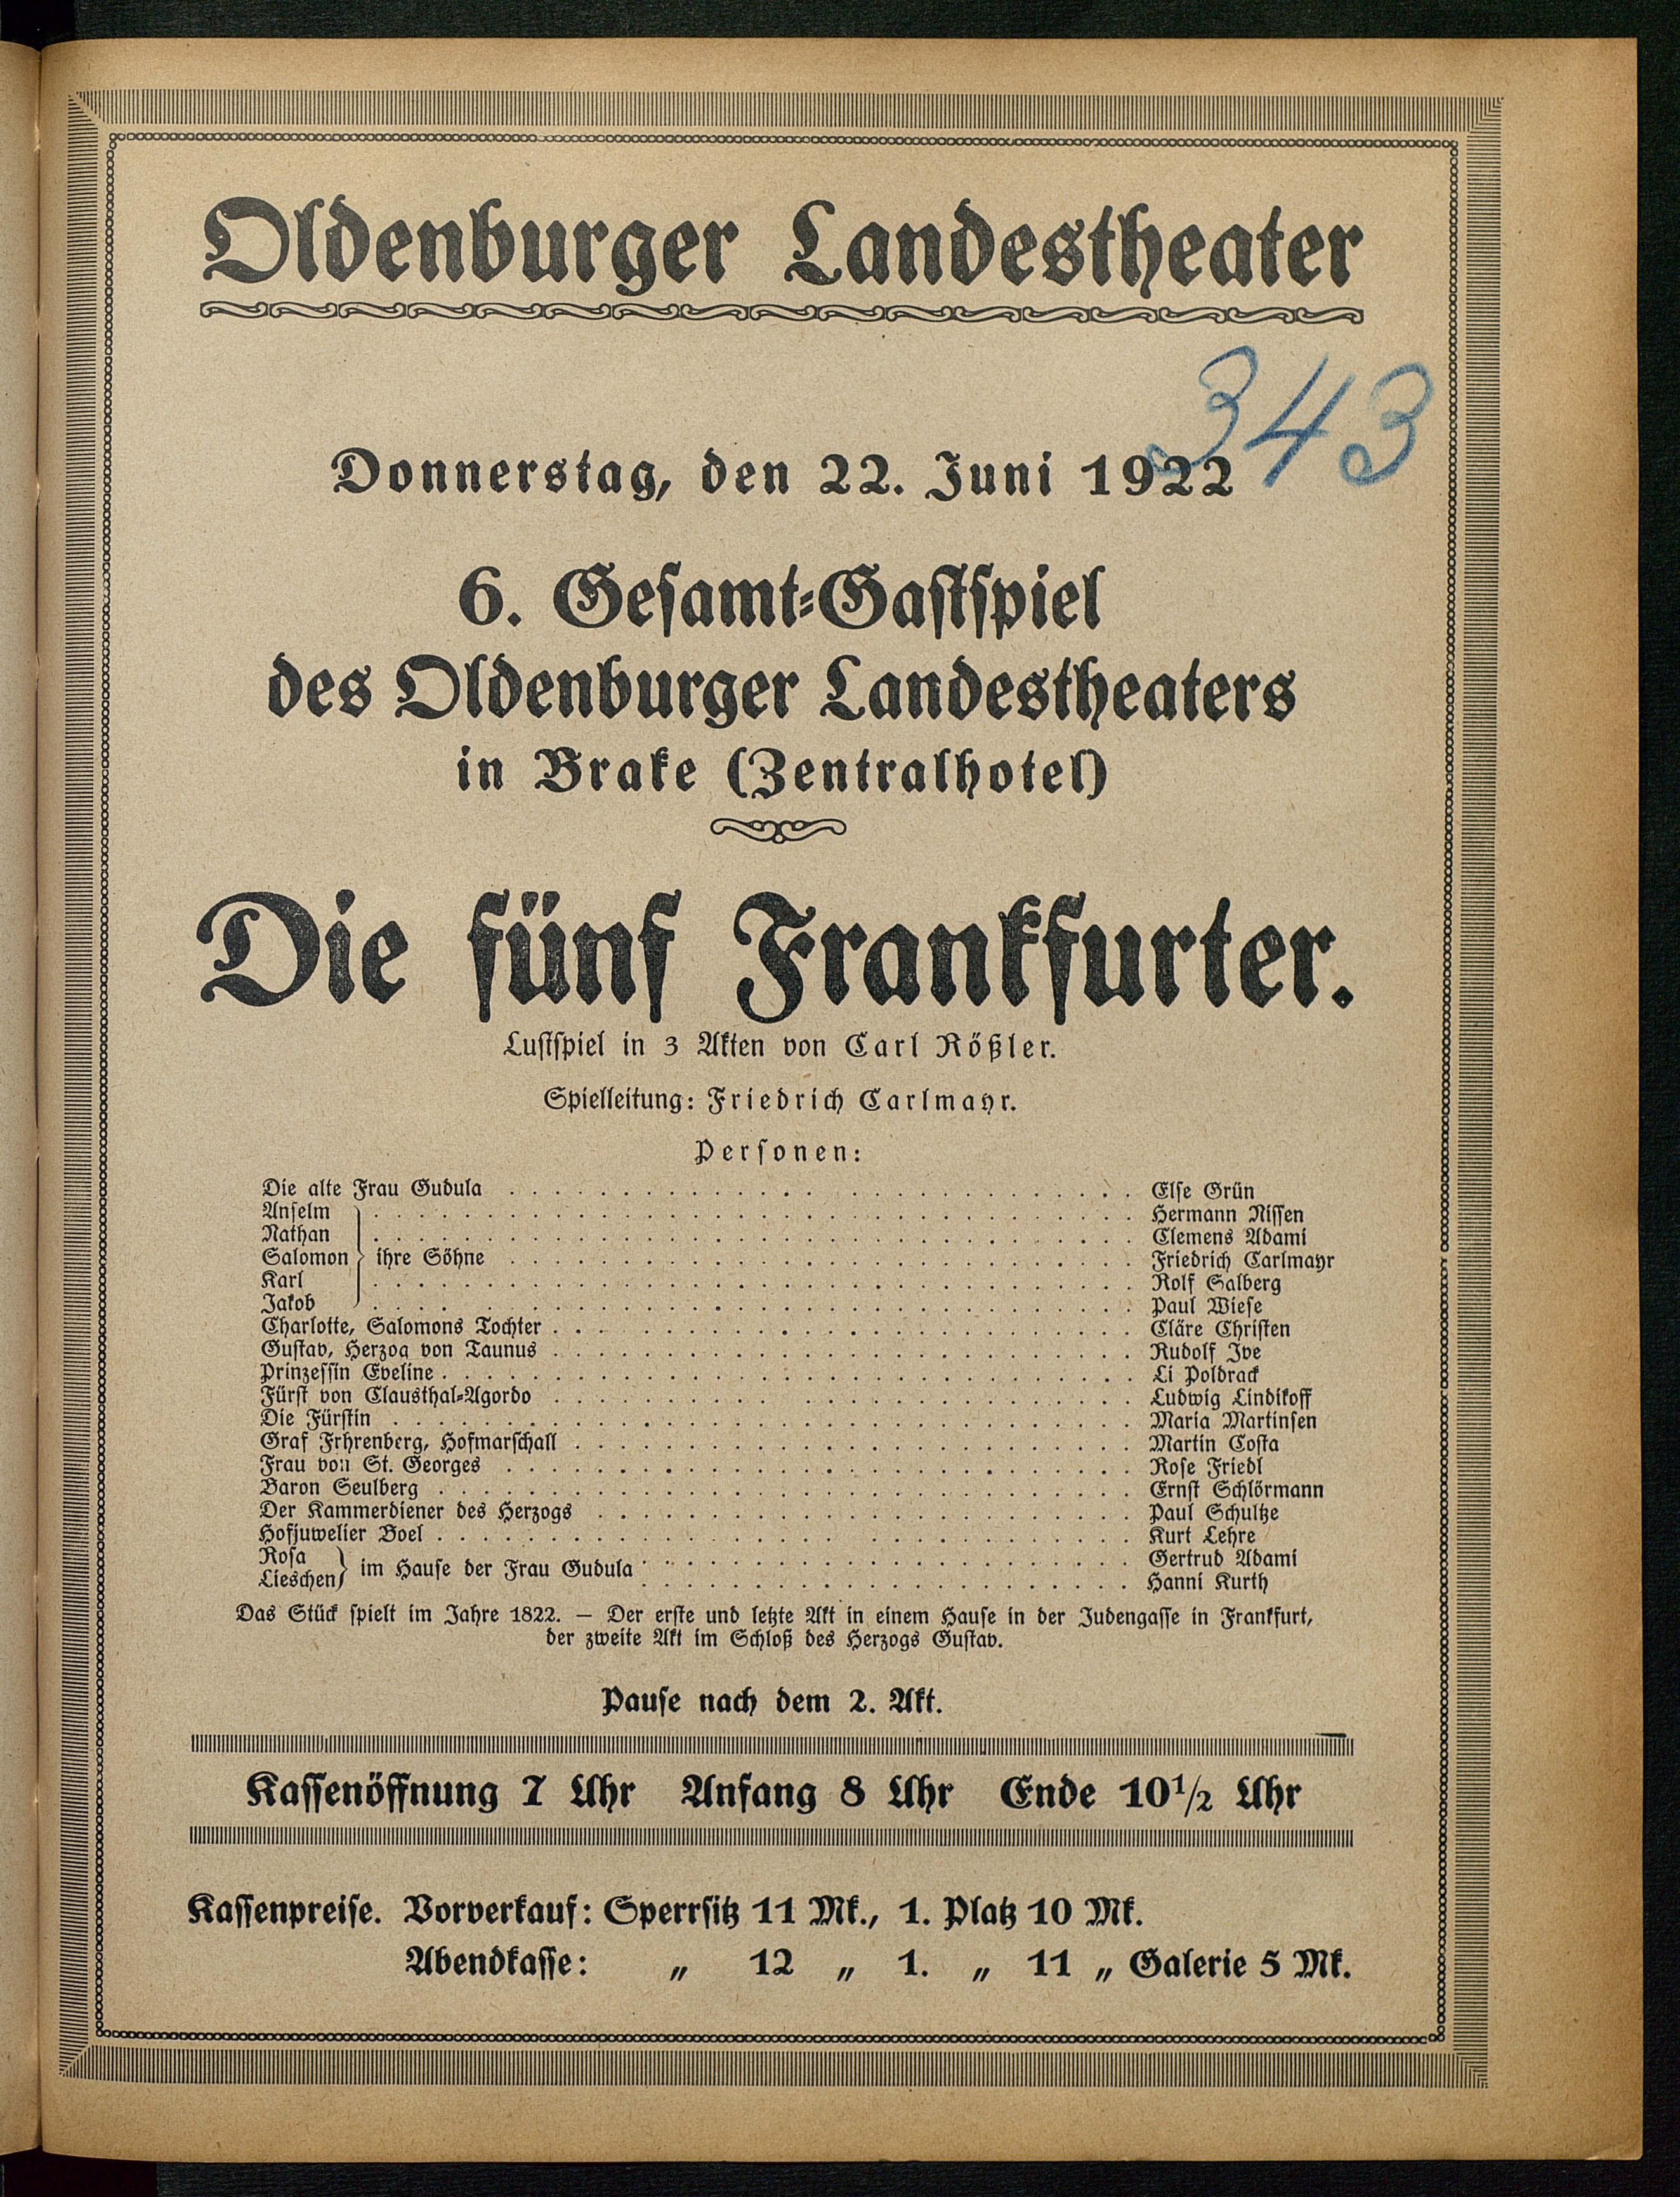 Oldenburger Landestheater
343
Donnerstag, den 22. Juni 1922
6. Gesamt-Gastspiel
des Oldenburger Landestheaters
in Brake (Zentralhotel)
Die fünf Frankfurter.
Lustspiel in 3 Akten von Carl Rößler.
Spielleitung: Friedrich Carlmayr.
Personen:
Die alte Frau Gudula . . . . . Else Grün
Anselm . . . . . Hermann Nissen
Nathan . . . . . Clemens Adami
Salomon } ihre Söhne . . . . . Friedrich Carlmayr
Karl . . . . . Rolf Salberg
Jakob . . . . . Paul Wiese
Charlotte, Salomons Tochter . . . . . Cläre Christen
Gustav, Herzog von Taunus . . . . . Rudolf Ive
Prinzessin Eveline . . . . . Li Poldrack
Fürst von Clausthal-Agordo . . . . . Ludwig Lindikoff
Die Fürstin . . . . . Maria Martinsen
Graf Frhrenberg, Hofmarschall . . . . . Martin Costa
Frau von St. Georges . . . . . Rose Friedl
Baron Seulberg . . . . . Ernst Schlörmann
Der Kammerdiener des Herzogs . . . . . Paul Schultze
Hofjuwelier Boel . . . . . Kurt Lehre
Rosa } im Hause der Frau Gudula . . . . . Gertrud Adami
Lieschen . . . . . Hanni Kurth
Das Stück spielt im Jahre 1822. — Der erste und letzte Akt in einem Hause in der Judengasse in Frankfurt,
der zweite Akt im Schloß des Herzogs Gustav.
Pause nach dem 2. Akt.
Kassenöffnung 7 Uhr Anfang 8 Uhr Ende 10½ Uhr
Kassenpreise. Vorverkauf: Sperrsitz 11 Mk., 1. Platz 10 Mk.
Abendkasse: „ 12 „ 1. „ 11 „ Galerie 5 Mk.